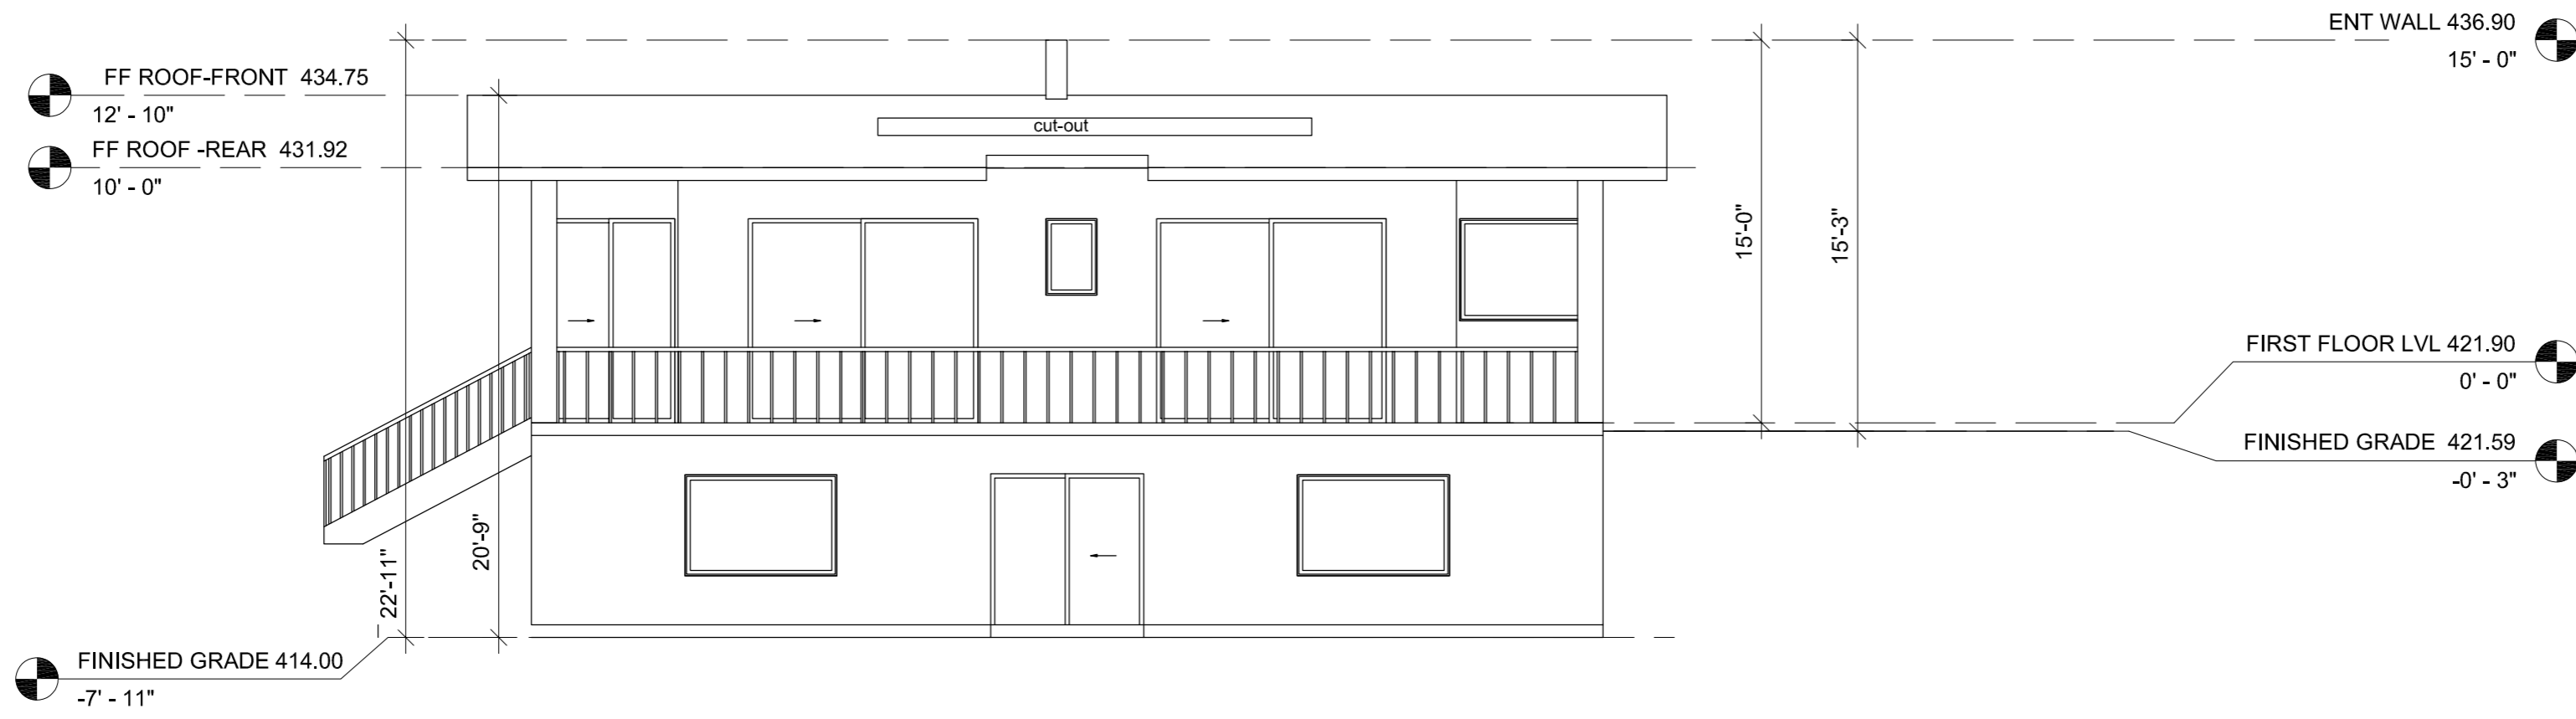 ENT WALL 436.90
15' - 0"
FF ROOF-FRONT 434.75
12' - 10"
FF ROOF -REAR 431.92
10' - 0"
cut-out
15'-0"
15'-3"
FIRST FLOOR LVL 421.90
0' - 0"
FINISHED GRADE 421.59
-0' - 3"
20'-9"
22'-11"
FINISHED GRADE 414.00
-7' - 11"